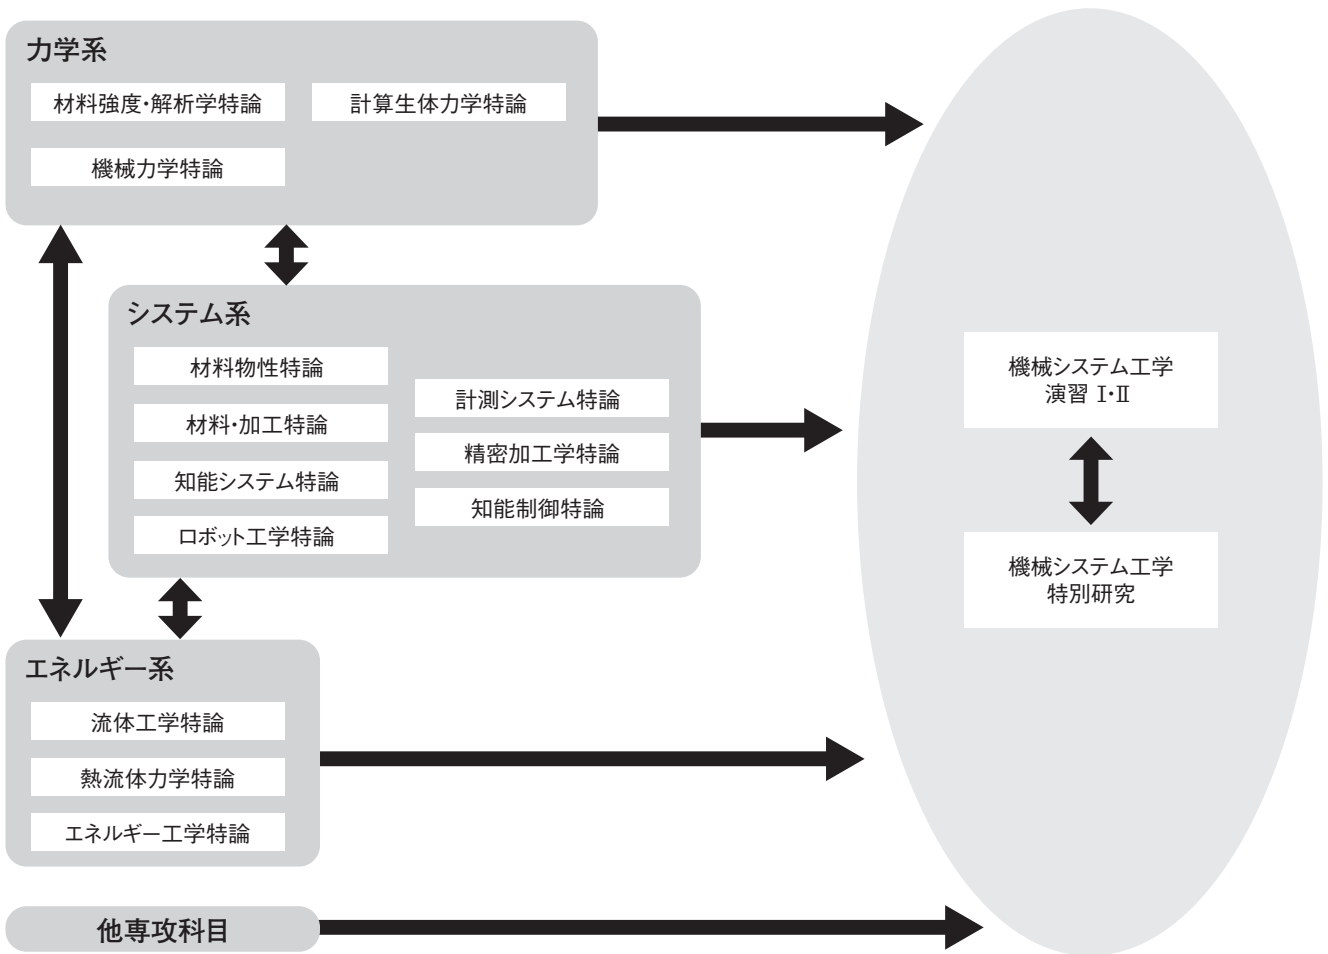 力学系
材料強度・解析学特論
計算生体力学特論
機械力学特論
システム系
材料物性特論
材料・加工特論
知能システム特論
ロボット工学特論
計測システム特論
精密加工学特論
知能制御特論
エネルギー系
流体工学特論
熱流体力学特論
エネルギー工学特論
他専攻科目
機械システム工学
演習 Ⅰ・Ⅱ
機械システム工学
特別研究